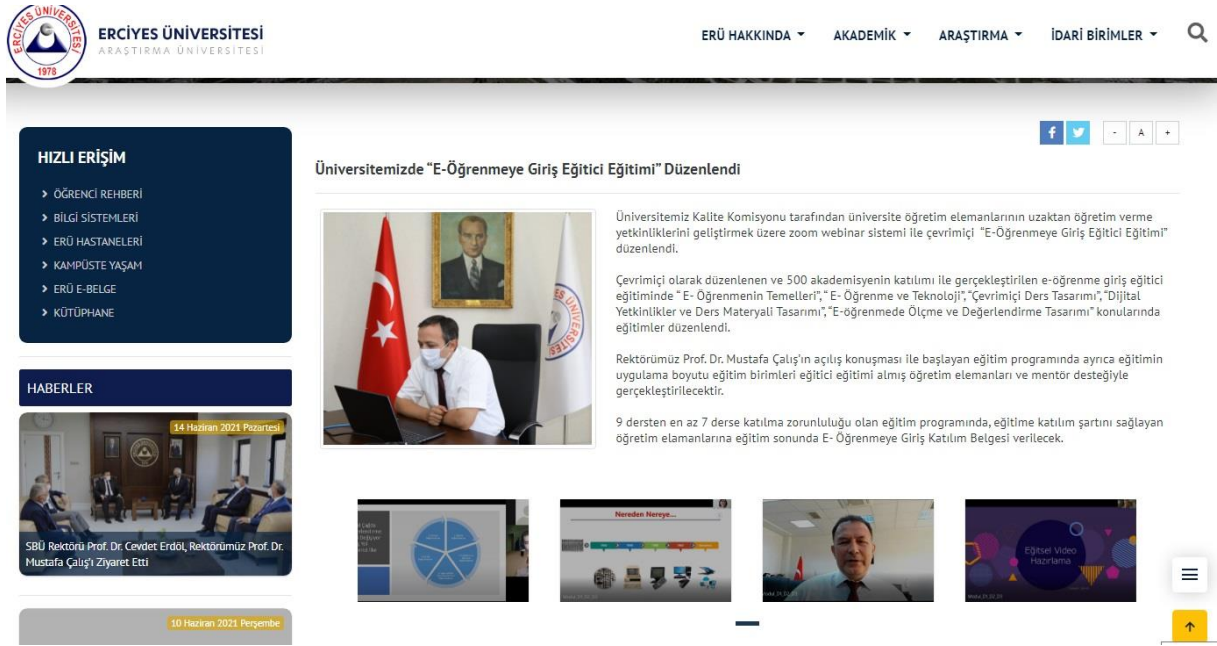 ERCİYES ÜNİVERSİTESİ
1978
ERCİYES ÜNİVERSİTESİ
ARAŞTIRMA ÜNİVERSİTESİ
ERÜ HAKKINDA
AKADEMİK
ARAŞTIRMA
İDARİ BİRİMLER
HIZLI ERİŞİM
ÖĞRENCİ REHBERİ
BİLGİ SİSTEMLERİ
ERÜ HASTANELERİ
KAMPÜSTE YAŞAM
ERÜ E-BELGE
KÜTÜPHANE
HABERLER
14 Haziran 2021 Pazartesi
SBÜ Rektörü Prof. Dr. Cevdet Erdöl, Rektörümüz Prof. Dr.
Mustafa Çalış'ı Ziyaret Etti
10 Haziran 2021 Perşembe
f
- A +
Üniversitemizde “E-Öğrenmeye Giriş Eğitici Eğitimi” Düzenlendi
Üniversitemiz Kalite Komisyonu tarafından üniversite öğretim elemanlarının uzaktan öğretim verme
yetkinliklerini geliştirmek üzere zoom webinar sistemi ile çevrimiçi “E-Öğrenmeye Giriş Eğitici Eğitimi”
düzenlendi.
Çevrimiçi olarak düzenlenen ve 500 akademisyenin katılımı ile gerçekleştirilen e-öğrenme giriş eğitici
eğitiminde “ E- Öğrenmenin Temelleri”, “ E- Öğrenme ve Teknoloji”, “Çevrimiçi Ders Tasarımı”, “Dijital
Yetkinlikler ve Ders Materyali Tasarımı”, “E-öğrenmede Ölçme ve Değerlendirme Tasarımı” konularında
eğitimler düzenlendi.
Rektörümüz Prof. Dr. Mustafa Çalış'ın açılış konuşması ile başlayan eğitim programında ayrıca eğitimin
uygulama boyutu eğitim birimleri eğitici eğitimi almış öğretim elemanları ve mentör desteğiyle
gerçekleştirilecektir.
9 dersten en az 7 derse katılma zorunluluğu olan eğitim programında, eğitime katılım şartını sağlayan
öğretim elamanlarına eğitim sonunda E- Öğrenmeye Giriş Katılım Belgesi verilecek.
Nereden Nereye...
Eğitsel Video
Hazırlama